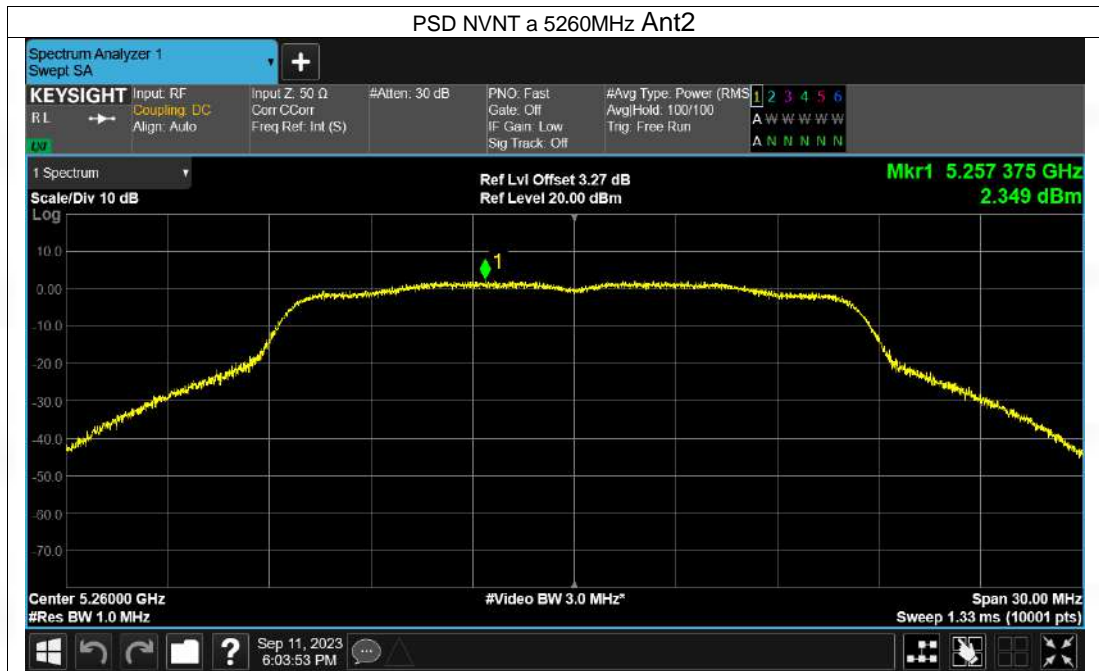 PSD NVNT a 5260MHz Ant2
Spectrum Analyzer 1
Swept SA
KEYSIGHT
RL
LXI
Input: RF
Coupling: DC
Align: Auto
Input Z: 50 Ω
Corr CCorr
Freq Ref: Int (S)
#Atten: 30 dB
PNO: Fast
Gate: Off
IF Gain: Low
Sig Track: Off
#Avg Type: Power (RMS
Avg|Hold: 100/100
Trig: Free Run
1 2 3 4 5 6
A W W W W W
A N N N N N
1 Spectrum
Scale/Div 10 dB
Ref Lvl Offset 3.27 dB
Ref Level 20.00 dBm
Mkr1 5.257 375 GHz
2.349 dBm
Log
10.0
0.00
-10.0
-20.0
-30.0
-40.0
-50.0
-60.0
-70.0
1
Center 5.26000 GHz
#Res BW 1.0 MHz
#Video BW 3.0 MHz*
Span 30.00 MHz
Sweep 1.33 ms (10001 pts)
?
Sep 11, 2023
6:03:53 PM